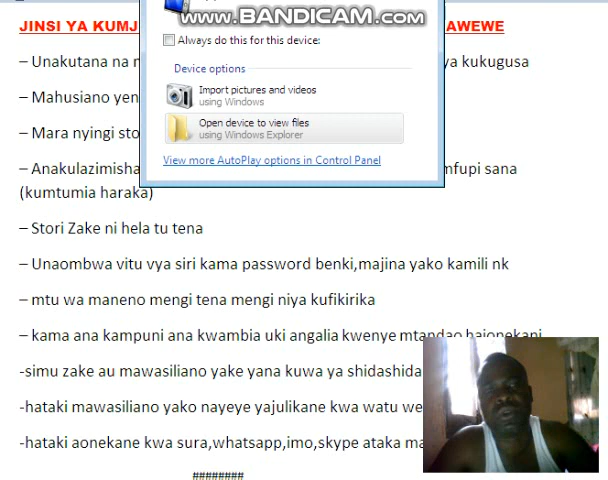 www.BANDICAM.com
JINSI YA KUMJ AWEWE
Always do this for this device:
– Unakutana na ya kukugusa
Device options
Import pictures and videos
using Windows
– Mahusiano yen
Open device to view files
using Windows Explorer
– Mara nyingi sto
View more AutoPlay options in Control Panel
– Anakulazimisha mfupi sana
(kumtumia haraka)
– Stori Zake ni hela tu tena
– Unaombwa vitu vya siri kama password benki,majina yako kamili nk
– mtu wa maneno mengi tena mengi niya kufikirika
– kama ana kampuni ana kwambia uki angalia kwenye mtandao haionekani
-simu zake au mawasiliano yake yana kuwa ya shidashida
-hataki mawasiliano yako nayeye yajulikane kwa watu we
-hataki aonekane kwa sura,whatsapp,imo,skype ataka ma
########